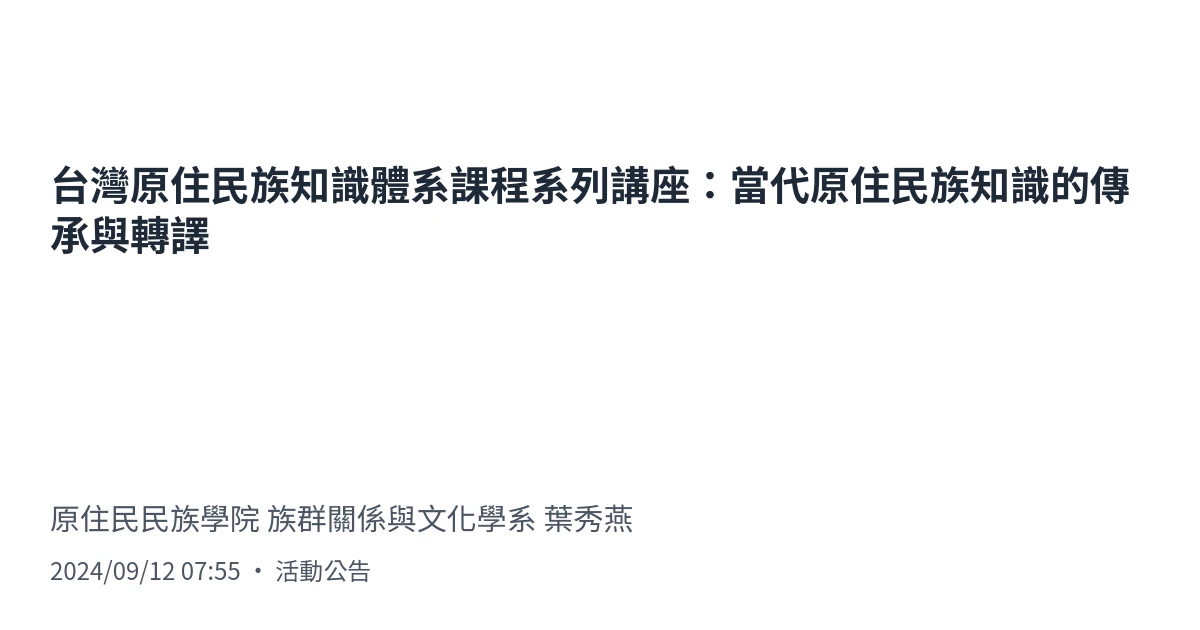 台灣原住民族知識體系課程系列講座：當代原住民族知識的傳
承與轉譯
原住民民族學院 族群關係與文化學系 葉秀燕
2024/09/12 07:55 ・ 活動公告